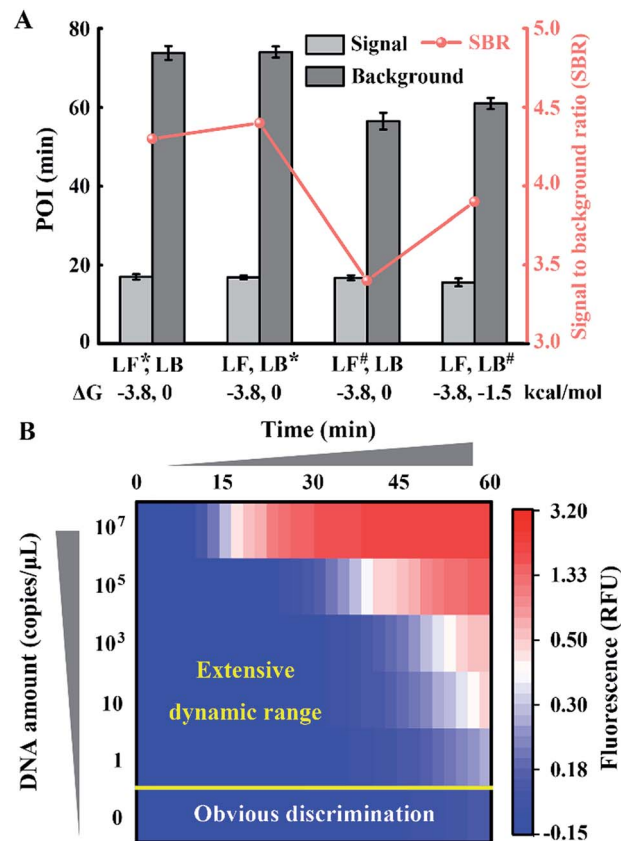 A
Signal
Background
SBR
POI (min)
80
60
40
20
0
Signal to background ratio (SBR)
5.0
4.5
4.0
3.5
3.0
LF*, LB LF, LB* LF#, LB LF, LB#
ΔG -3.8, 0 -3.8, 0 -3.8, 0 -3.8, -1.5 kcal/mol
B
Time (min)
0 15 30 45 60
DNA amount (copies/μL)
10⁷
10⁵
10³
10
1
0
Extensive
dynamic range
Obvious discrimination
3.20
1.33
0.50
0.30
0.18
-0.15
Fluorescence (RFU)